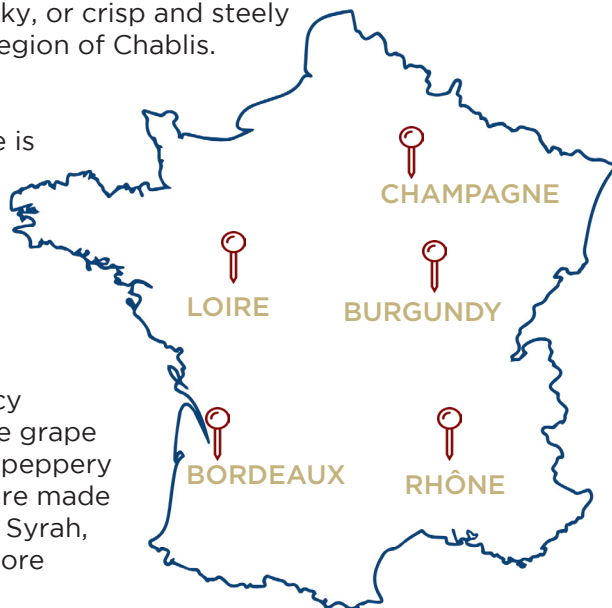 ky, or crisp and steely
egion of Chablis.
e is
CHAMPAGNE
LOIRE
BURGUNDY
cy
e grape
peppery
BORDEAUX
RHÔNE
are made
Syrah,
ore